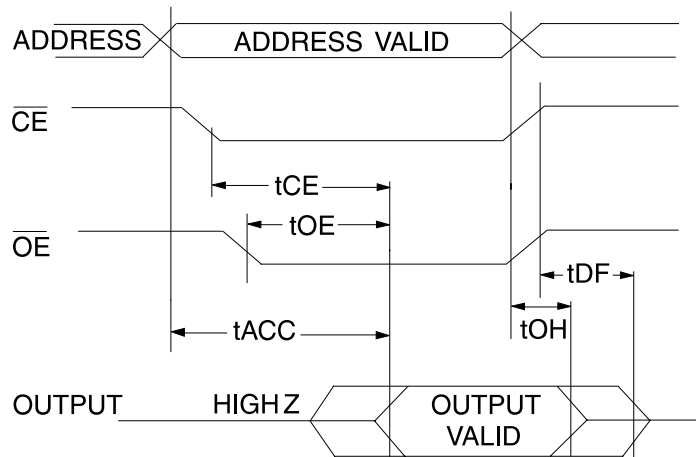 ADDRESS ADDRESS VALID
CE
tCE
tOE
OE
tDF
tACC
tOH
OUTPUT HIGH Z OUTPUT
VALID